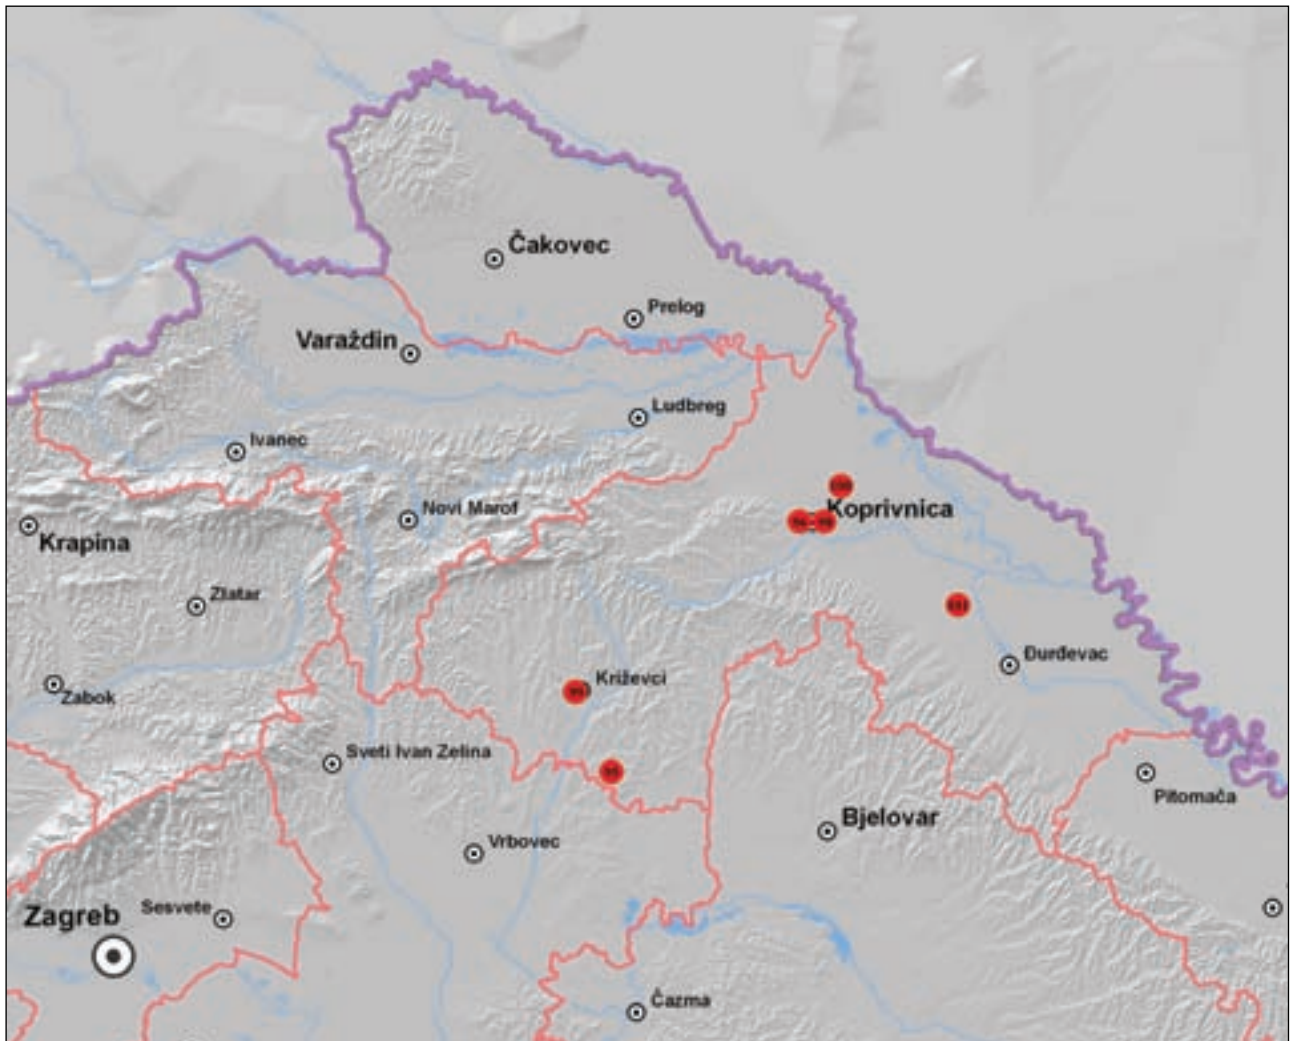 Čakovec
Prelog
Varaždin
Ludbreg
Ivanec
Novi Marof
Koprivnica
Krapina
Zlatar
Đurđevac
Križevci
Zabok
Sveti Ivan Zelina
Pitomača
Bjelovar
Vrbovec
Sesvete
Zagreb
Čazma